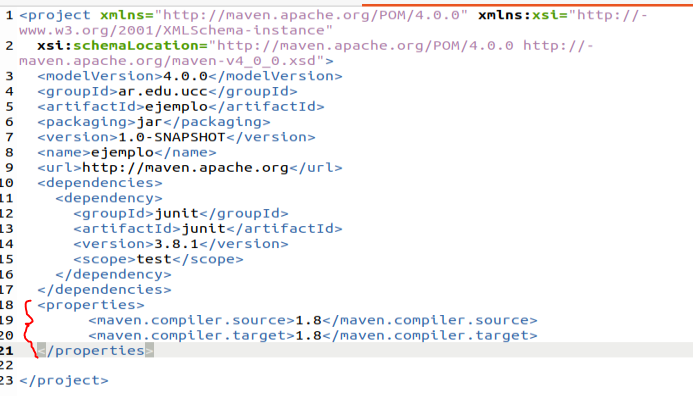 1 <project xmlns="http://maven.apache.org/POM/4.0.0" xmlns:xsi="http://-
www.w3.org/2001/XMLSchema-instance"
2   xsi:schemaLocation="http://maven.apache.org/POM/4.0.0 http://-
maven.apache.org/maven-v4_0_0.xsd">
3   <modelVersion>4.0.0</modelVersion>
4   <groupId>ar.edu.ucc</groupId>
5   <artifactId>ejemplo</artifactId>
6   <packaging>jar</packaging>
7   <version>1.0-SNAPSHOT</version>
8   <name>ejemplo</name>
9   <url>http://maven.apache.org</url>
10   <dependencies>
11     <dependency>
12       <groupId>junit</groupId>
13       <artifactId>junit</artifactId>
14       <version>3.8.1</version>
15       <scope>test</scope>
16     </dependency>
17   </dependencies>
18   <properties>
19         <maven.compiler.source>1.8</maven.compiler.source>
20         <maven.compiler.target>1.8</maven.compiler.target>
21   </properties>
22
23 </project>